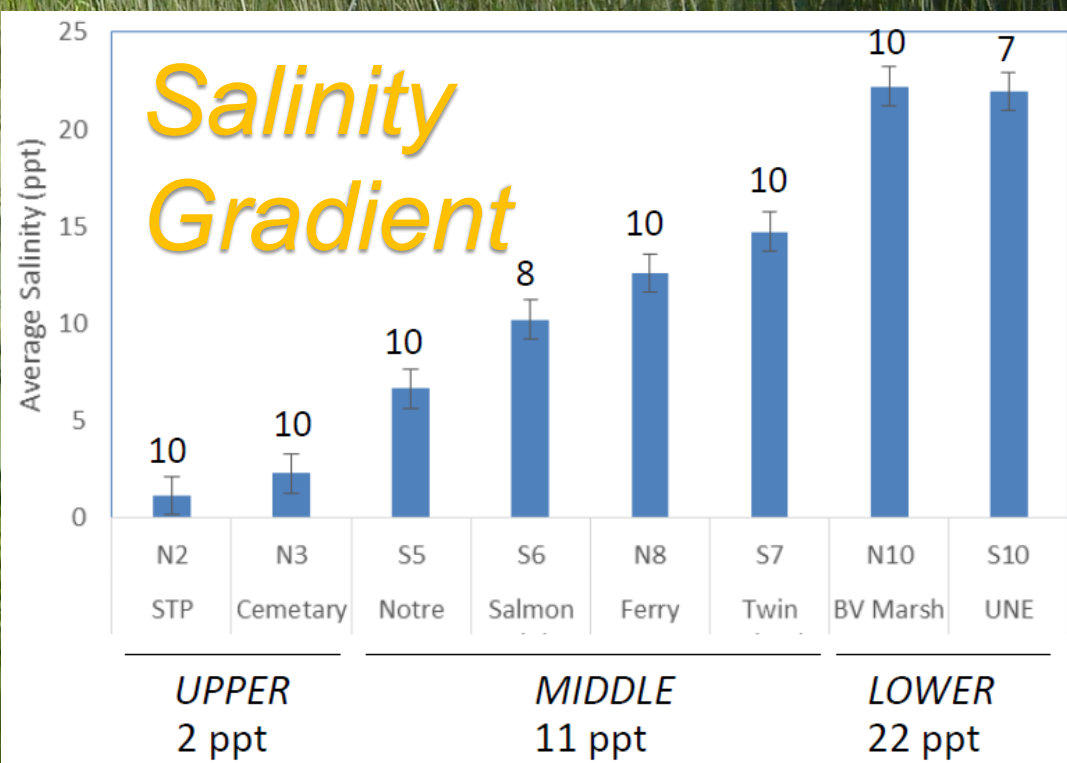 Salinity
Gradient
Average Salinity (ppt)
25
20
15
10
5
0
10
10
10
8
10
10
10
7
N2 N3 S5 S6 N8 S7 N10 S10
STP Cemetary Notre Salmon Ferry Twin BV Marsh UNE
UPPER MIDDLE LOWER
2 ppt 11 ppt 22 ppt